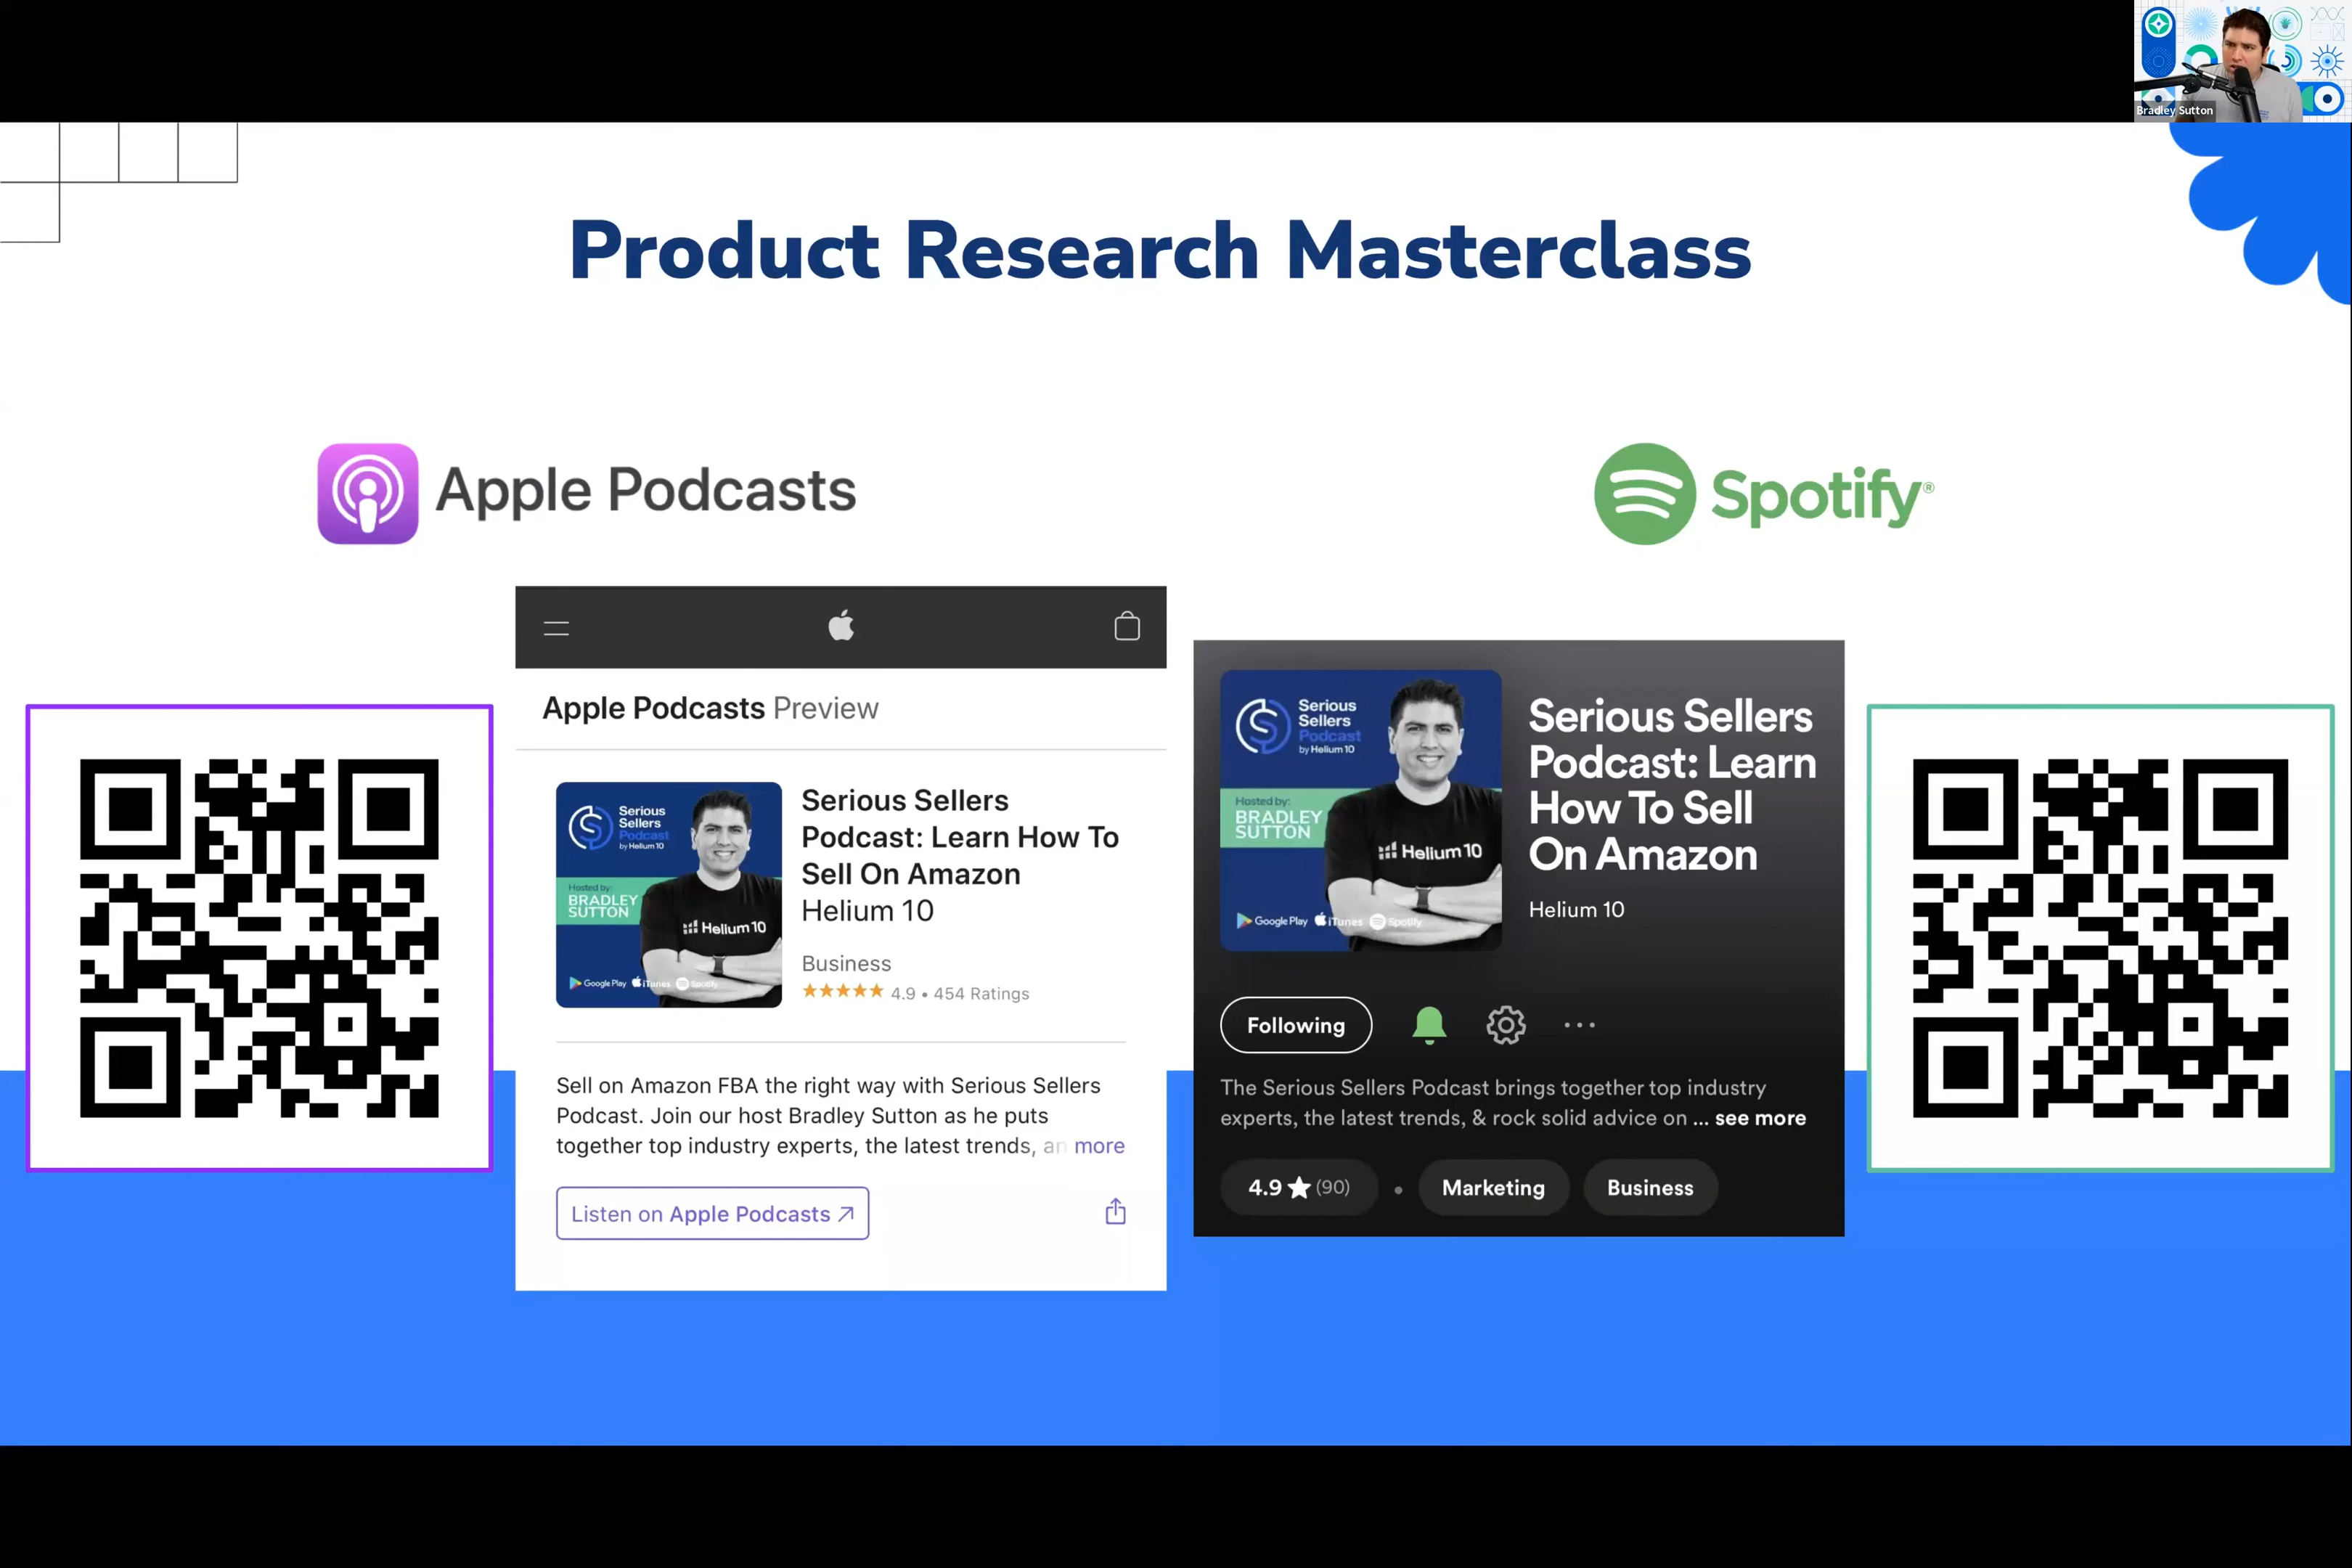 Bradley Sutton
Product Research Masterclass
Apple Podcasts
Spotify®
Apple Podcasts Preview
Serious
Sellers
Podcast
by Helium 10
Hosted by:
BRADLEY
SUTTON
Helium 10
Google Play iTunes Spotify
Serious Sellers
Podcast: Learn How To
Sell On Amazon
Helium 10
Business
4.9 • 454 Ratings
Sell on Amazon FBA the right way with Serious Sellers
Podcast. Join our host Bradley Sutton as he puts
together top industry experts, the latest trends, an more
Listen on Apple Podcasts
Serious
Sellers
Podcast
by Helium 10
Hosted by:
BRADLEY
SUTTON
Helium 10
Google Play iTunes Spotify
Serious Sellers
Podcast: Learn
How To Sell
On Amazon
Helium 10
Following
The Serious Sellers Podcast brings together top industry
experts, the latest trends, & rock solid advice on ... see more
4.9 ★ (90) • Marketing Business